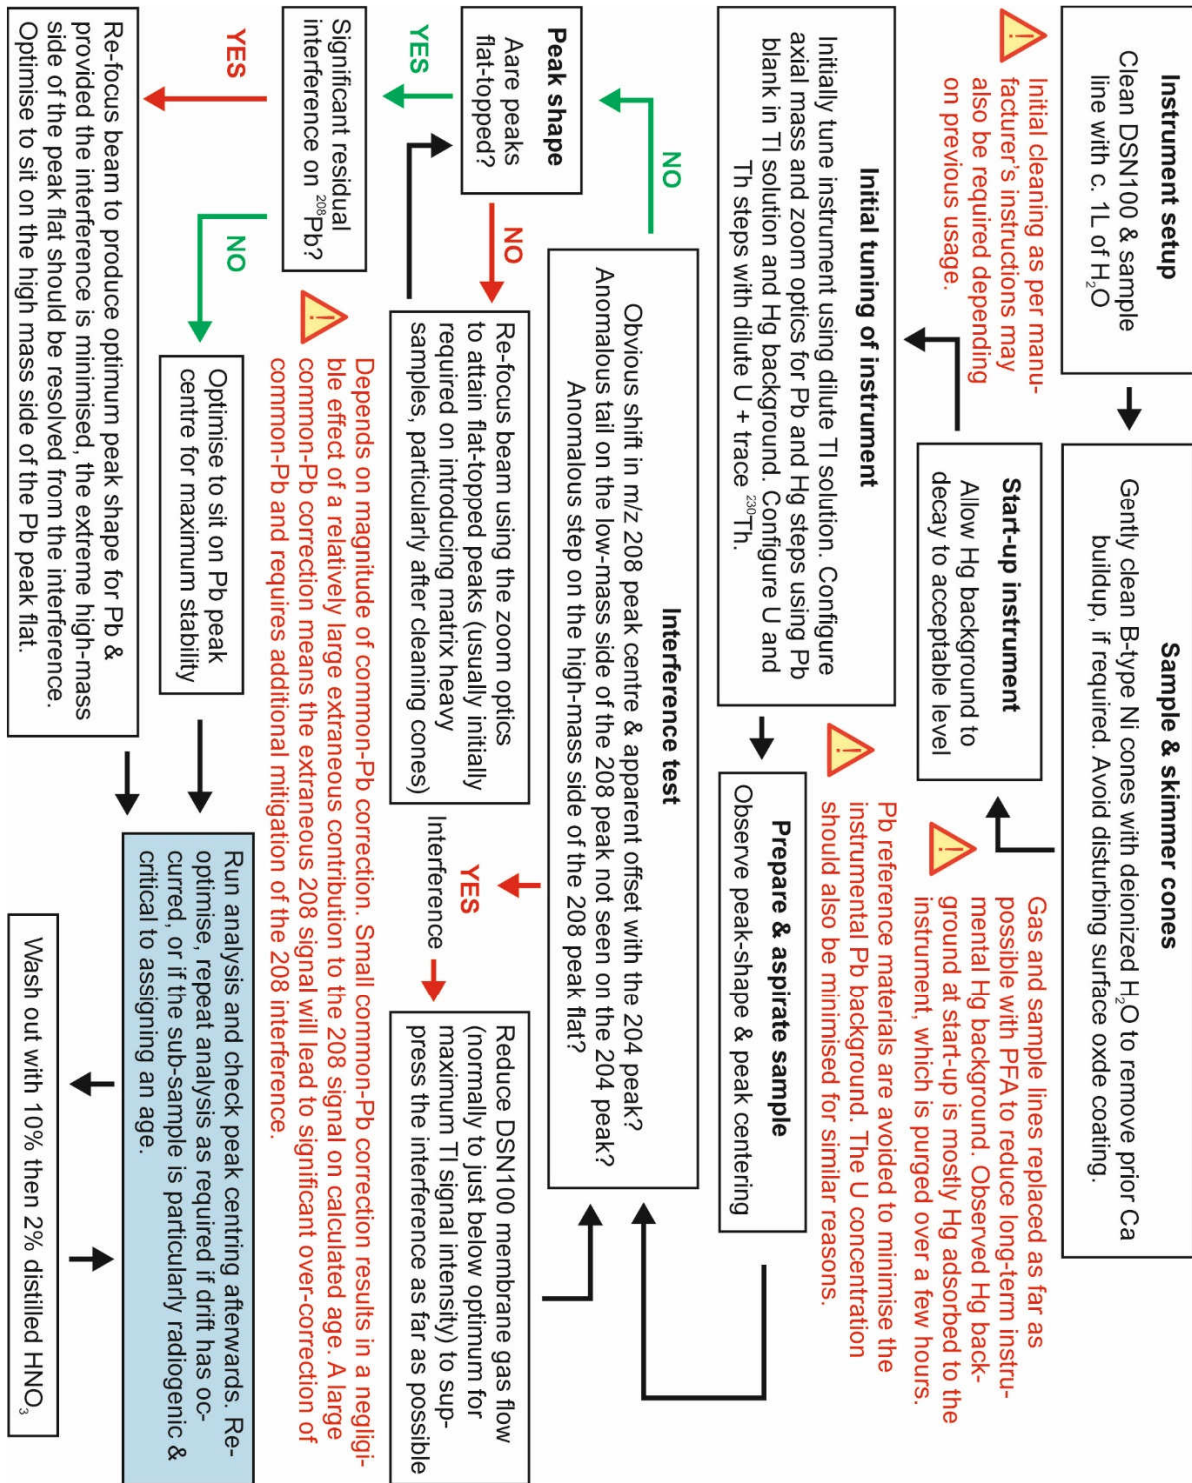 Instrument setup
Clean DSN100 & sample
line with c. 1L of H₂O
Sample & skimmer cones
Gently clean B-type Ni cones with deionized H₂O to remove prior Ca
buildup, if required. Avoid disturbing surface oxde coating.
Initial cleaning as per manu-
facturer's instructions may
also be required depending
on previous usage.
Start-up instrument
Allow Hg background to
decay to acceptable level
Gas and sample lines replaced as far as
possible with PFA to reduce long-term instru-
mental Hg background. Observed Hg back-
ground at start-up is mostly Hg adsorbed to the
instrument, which is purged over a few hours.
Initial tuning of instrument
Initially tune instrument using dilute Tl solution. Configure
axial mass and zoom optics for Pb and Hg steps using Pb
blank in Tl solution and Hg background. Configure U and
Th steps with dilute U + trace ²³⁰Th.
Pb reference materials are avoided to minimise the
instrumental Pb background. The U concentration
should also be minimised for similar reasons.
Prepare & aspirate sample
Observe peak-shape & peak centering
Interference test
Obvious shift in m/z 208 peak centre & apparent offset with the 204 peak?
Anomalous tail on the low-mass side of the 208 peak not seen on the 204 peak?
Anomalous step on the high-mass side of the 208 peak flat?
NO
YES
Peak shape
Aare peaks
flat-topped?
NO
YES
Re-focus beam using the zoom optics
to attain flat-topped peaks (usually initially
required on introducing matrix heavy
samples, particularly after cleaning cones)
Interference
Reduce DSN100 membrane gas flow
(normally to just below optimum for
maximum Tl signal intensity) to sup-
press the interference as far as possible
Significant residual
interference on ²⁰⁸Pb?
YES
NO
Depends on magnitude of common-Pb correction. Small common-Pb correction results in a negligi-
ble effect of a relatively large extraneous contribution to the 208 signal on calculated age. A large
common-Pb correction means the extraneous 208 signal will lead to significant over-correction of
common-Pb and requires additional mitigation of the 208 interference.
Optimise to sit on Pb peak
centre for maximum stability
Re-focus beam to produce optimum peak shape for Pb &
provided the interference is minimised, the extreme high-mass
side of the peak flat should be resolved from the interference.
Optimise to sit on the high mass side of the Pb peak flat.
Run analysis and check peak centring afterwards. Re-
optimise, repeat analysis as required if drift has oc-
curred, or if the sub-sample is particularly radiogenic &
critical to assigning an age.
Wash out with 10% then 2% distilled HNO₃